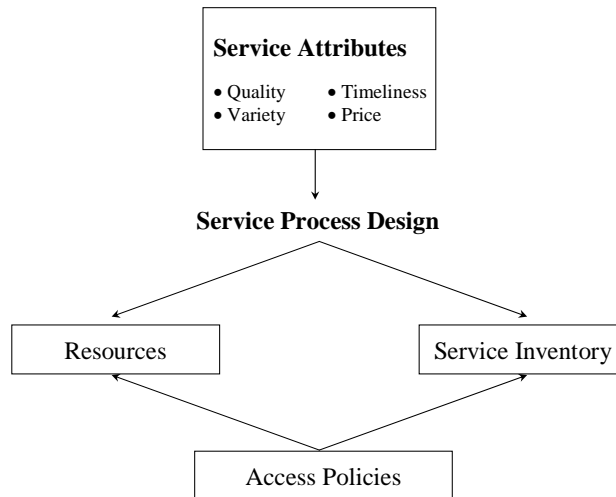 Service Attributes
• Quality • Timeliness
• Variety • Price
Service Process Design
Resources
Service Inventory
Access Policies